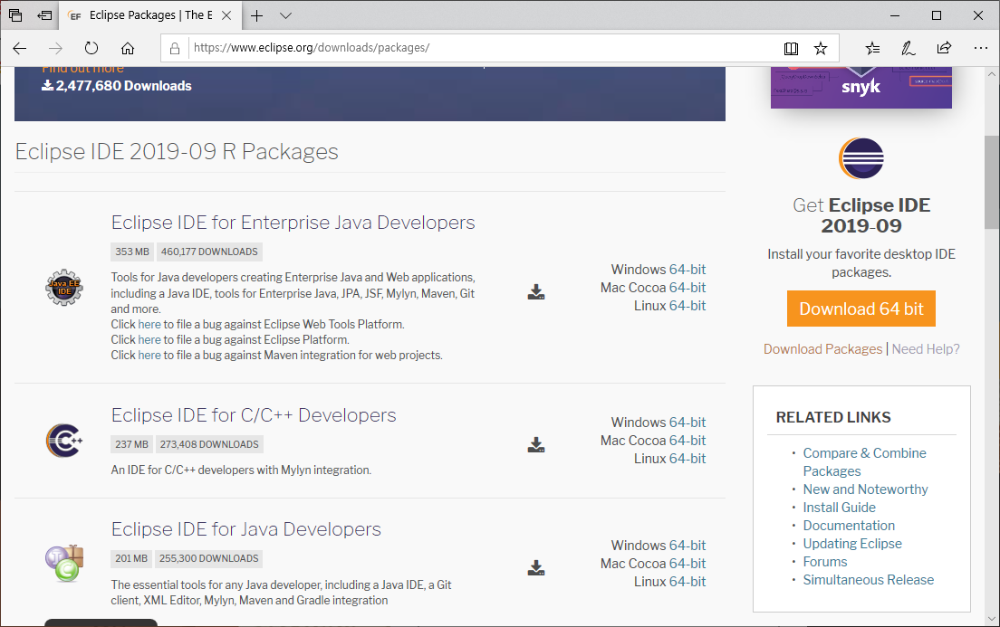 EF Eclipse Packages | The E
https://www.eclipse.org/downloads/packages/
Find out more
2,477,680 Downloads
snyk
Eclipse IDE 2019-09 R Packages
Eclipse IDE for Enterprise Java Developers
353 MB 460,177 DOWNLOADS
Java EE
IDE
Tools for Java developers creating Enterprise Java and Web applications,
including a Java IDE, tools for Enterprise Java, JPA, JSF, Mylyn, Maven, Git
and more.
Click here to file a bug against Eclipse Web Tools Platform.
Click here to file a bug against Eclipse Platform.
Click here to file a bug against Maven integration for web projects.
Windows 64-bit
Mac Cocoa 64-bit
Linux 64-bit
Eclipse IDE for C/C++ Developers
C++
237 MB 273,408 DOWNLOADS
An IDE for C/C++ developers with Mylyn integration.
Windows 64-bit
Mac Cocoa 64-bit
Linux 64-bit
Eclipse IDE for Java Developers
201 MB 255,300 DOWNLOADS
J
C
The essential tools for any Java developer, including a Java IDE, a Git
client, XML Editor, Mylyn, Maven and Gradle integration
Windows 64-bit
Mac Cocoa 64-bit
Linux 64-bit
Get Eclipse IDE
2019-09
Install your favorite desktop IDE
packages.
Download 64 bit
Download Packages | Need Help?
RELATED LINKS
• Compare & Combine
Packages
• New and Noteworthy
• Install Guide
• Documentation
• Updating Eclipse
• Forums
• Simultaneous Release